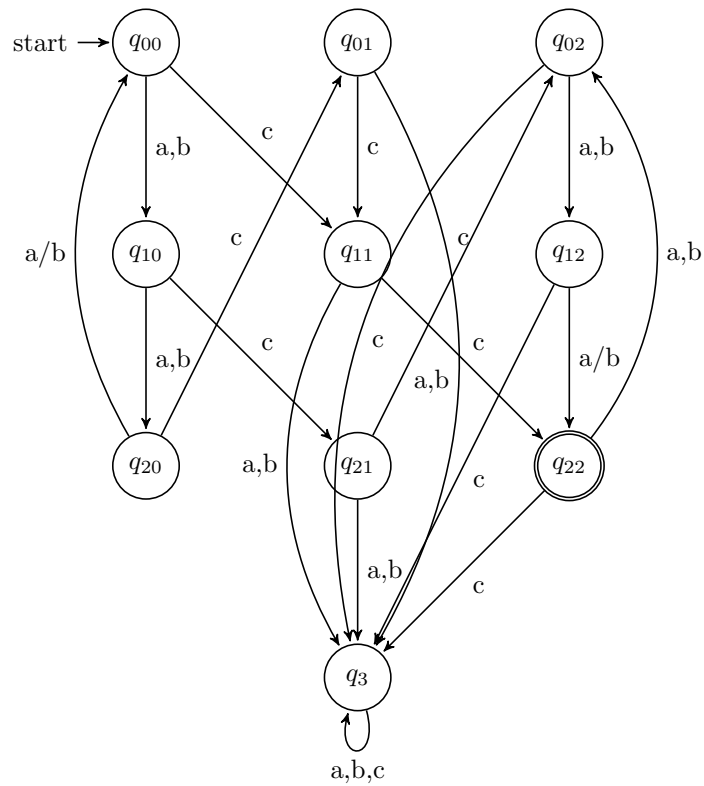 start q00 q01 q02
c
a,b c a,b
a/b q10 c q11 c q12 a,b
a,b c c c a/b
a,b
q20 a,b q21 c q22
a,b c
q3
a,b,c